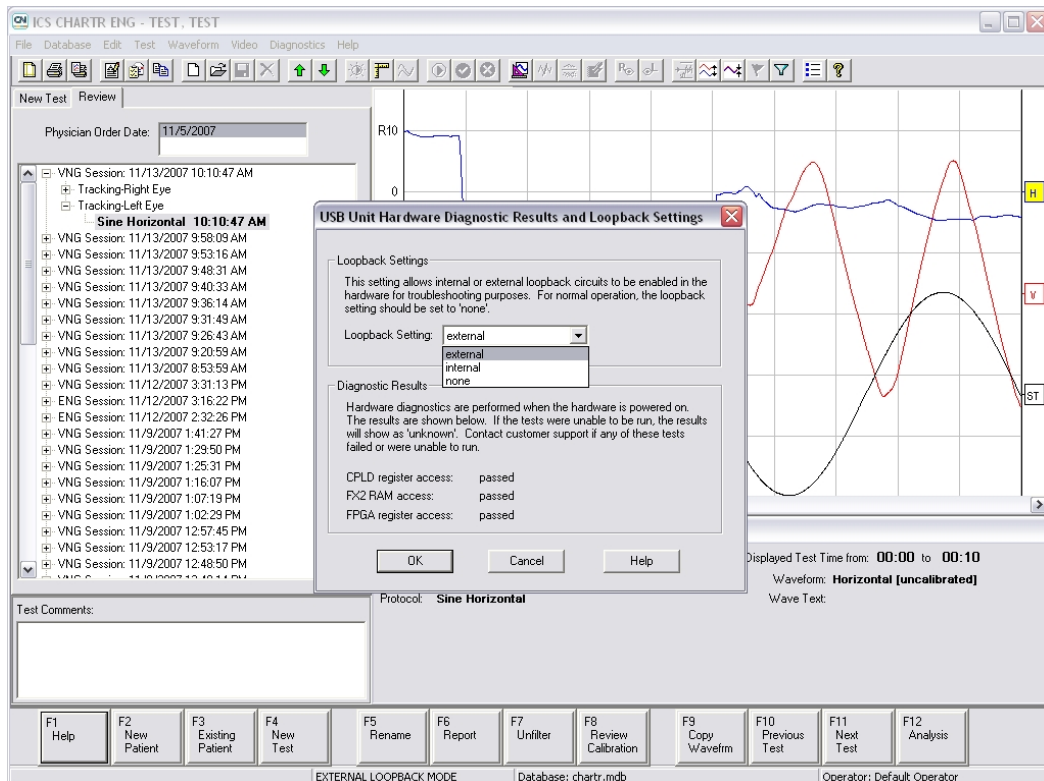 ICS CHARTR ENG - TEST, TEST
File Database Edit Test Waveform Video Diagnostics Help
New Test Review
Physician Order Date: 11/5/2007
VNG Session: 11/13/2007 10:10:47 AM
Tracking-Right Eye
Tracking-Left Eye
Sine Horizontal 10:10:47 AM
VNG Session: 11/13/2007 9:58:09 AM
VNG Session: 11/13/2007 9:53:16 AM
VNG Session: 11/13/2007 9:48:31 AM
VNG Session: 11/13/2007 9:40:33 AM
VNG Session: 11/13/2007 9:36:14 AM
VNG Session: 11/13/2007 9:31:49 AM
VNG Session: 11/13/2007 9:26:43 AM
VNG Session: 11/13/2007 9:20:59 AM
VNG Session: 11/13/2007 8:53:59 AM
VNG Session: 11/12/2007 3:31:13 PM
ENG Session: 11/12/2007 3:16:22 PM
ENG Session: 11/12/2007 2:32:26 PM
VNG Session: 11/9/2007 1:41:27 PM
VNG Session: 11/9/2007 1:29:50 PM
VNG Session: 11/9/2007 1:25:31 PM
VNG Session: 11/9/2007 1:16:07 PM
VNG Session: 11/9/2007 1:07:19 PM
VNG Session: 11/9/2007 1:02:29 PM
VNG Session: 11/9/2007 12:57:45 PM
VNG Session: 11/9/2007 12:53:17 PM
VNG Session: 11/9/2007 12:48:50 PM
Test Comments:
R10
0
H
V
ST
USB Unit Hardware Diagnostic Results and Loopback Settings
Loopback Settings
This setting allows internal or external loopback circuits to be enabled in the
hardware for troubleshooting purposes. For normal operation, the loopback
setting should be set to 'none'.
Loopback Setting: external
external
internal
none
Diagnostic Results
Hardware diagnostics are performed when the hardware is powered on.
The results are shown below. If the tests were unable to be run, the results
will show as 'unknown'. Contact customer support if any of these tests
failed or were unable to run.
CPLD register access: passed
FX2 RAM access: passed
FPGA register access: passed
OK Cancel Help
Displayed Test Time from: 00:00 to 00:10
Waveform: Horizontal [uncalibrated]
Protocol: Sine Horizontal Wave Text:
F1 Help
F2 New Patient
F3 Existing Patient
F4 New Test
F5 Rename
F6 Report
F7 Unfilter
F8 Review Calibration
F9 Copy Wavefrm
F10 Previous Test
F11 Next Test
F12 Analysis
EXTERNAL LOOPBACK MODE Database: chartr.mdb Operator: Default Operator